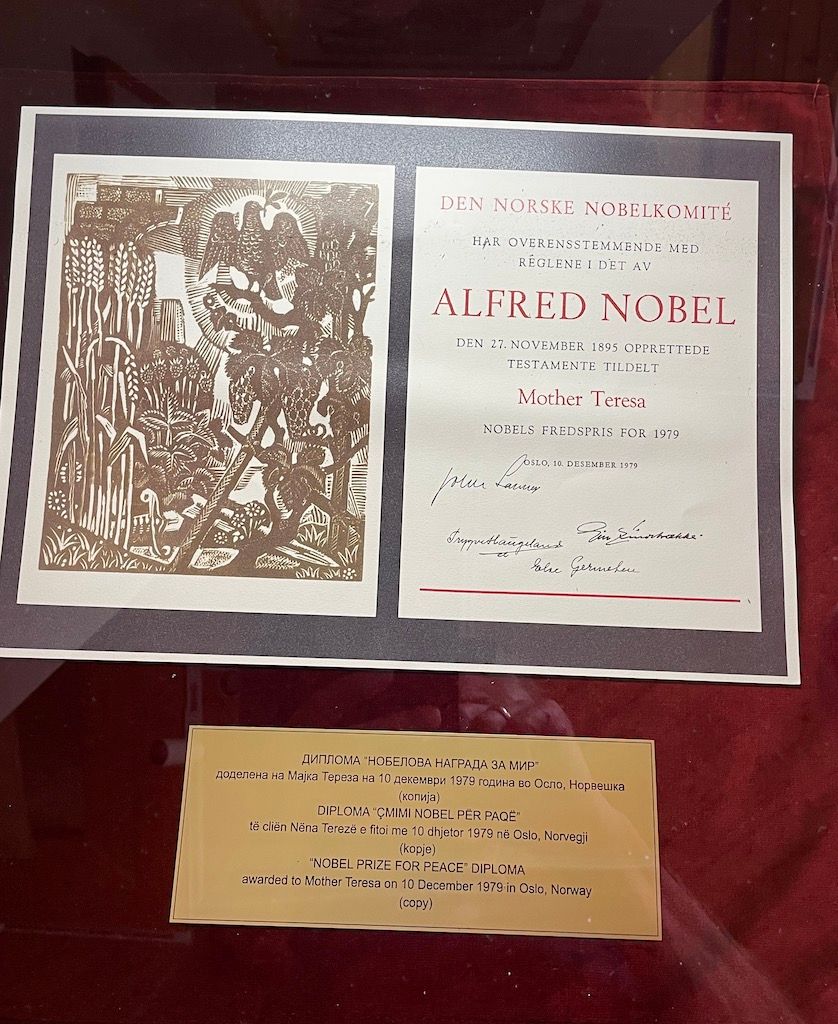 DEN NORSKE NOBELKOMITÉ
HAR OVERENSSTEMMENDE MED
REGLENE I DET AV
ALFRED NOBEL
DEN 27. NOVEMBER 1895 OPPRETTEDE
TESTAMENTE TILDELT
Mother Teresa
NOBELS FREDSPRIS FOR 1979
OSLO, 10. DESEMBER 1979
ДИПЛОМА "НОБЕЛОВА НАГРАДА ЗА МИР"
доделена на Мајка Тереза на 10 декември 1979 година во Осло, Норвешка
(копија)
DIPLOMA "ÇMIMI NOBEL PËR PAQË"
të cliën Nëna Terezë e fitoi me 10 dhjetor 1979 në Oslo, Norvegji
(kopje)
"NOBEL PRIZE FOR PEACE" DIPLOMA
awarded to Mother Teresa on 10 December 1979 in Oslo, Norway
(copy)